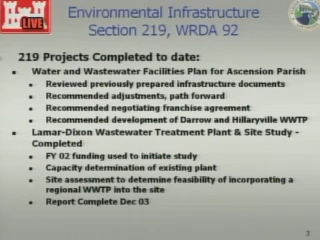 Environmental Infrastructure
Section 219, WRDA 92
LIVE
219 Projects Completed to date:
Water and Wastewater Facilities Plan for Ascension Parish
Reviewed previously prepared infrastructure documents
Recommended adjustments, path forward
Recommended negotiating franchise agreement
Recommended development of Darrow and Hillaryville WWTP
Lamar-Dixon Wastewater Treatment Plant & Site Study -
Completed
FY 02 funding used to initiate study
Capacity determination of existing plant
Site assessment to determine feasibility of incorporating a
regional WWTP into the site
Report Complete Dec 03
3